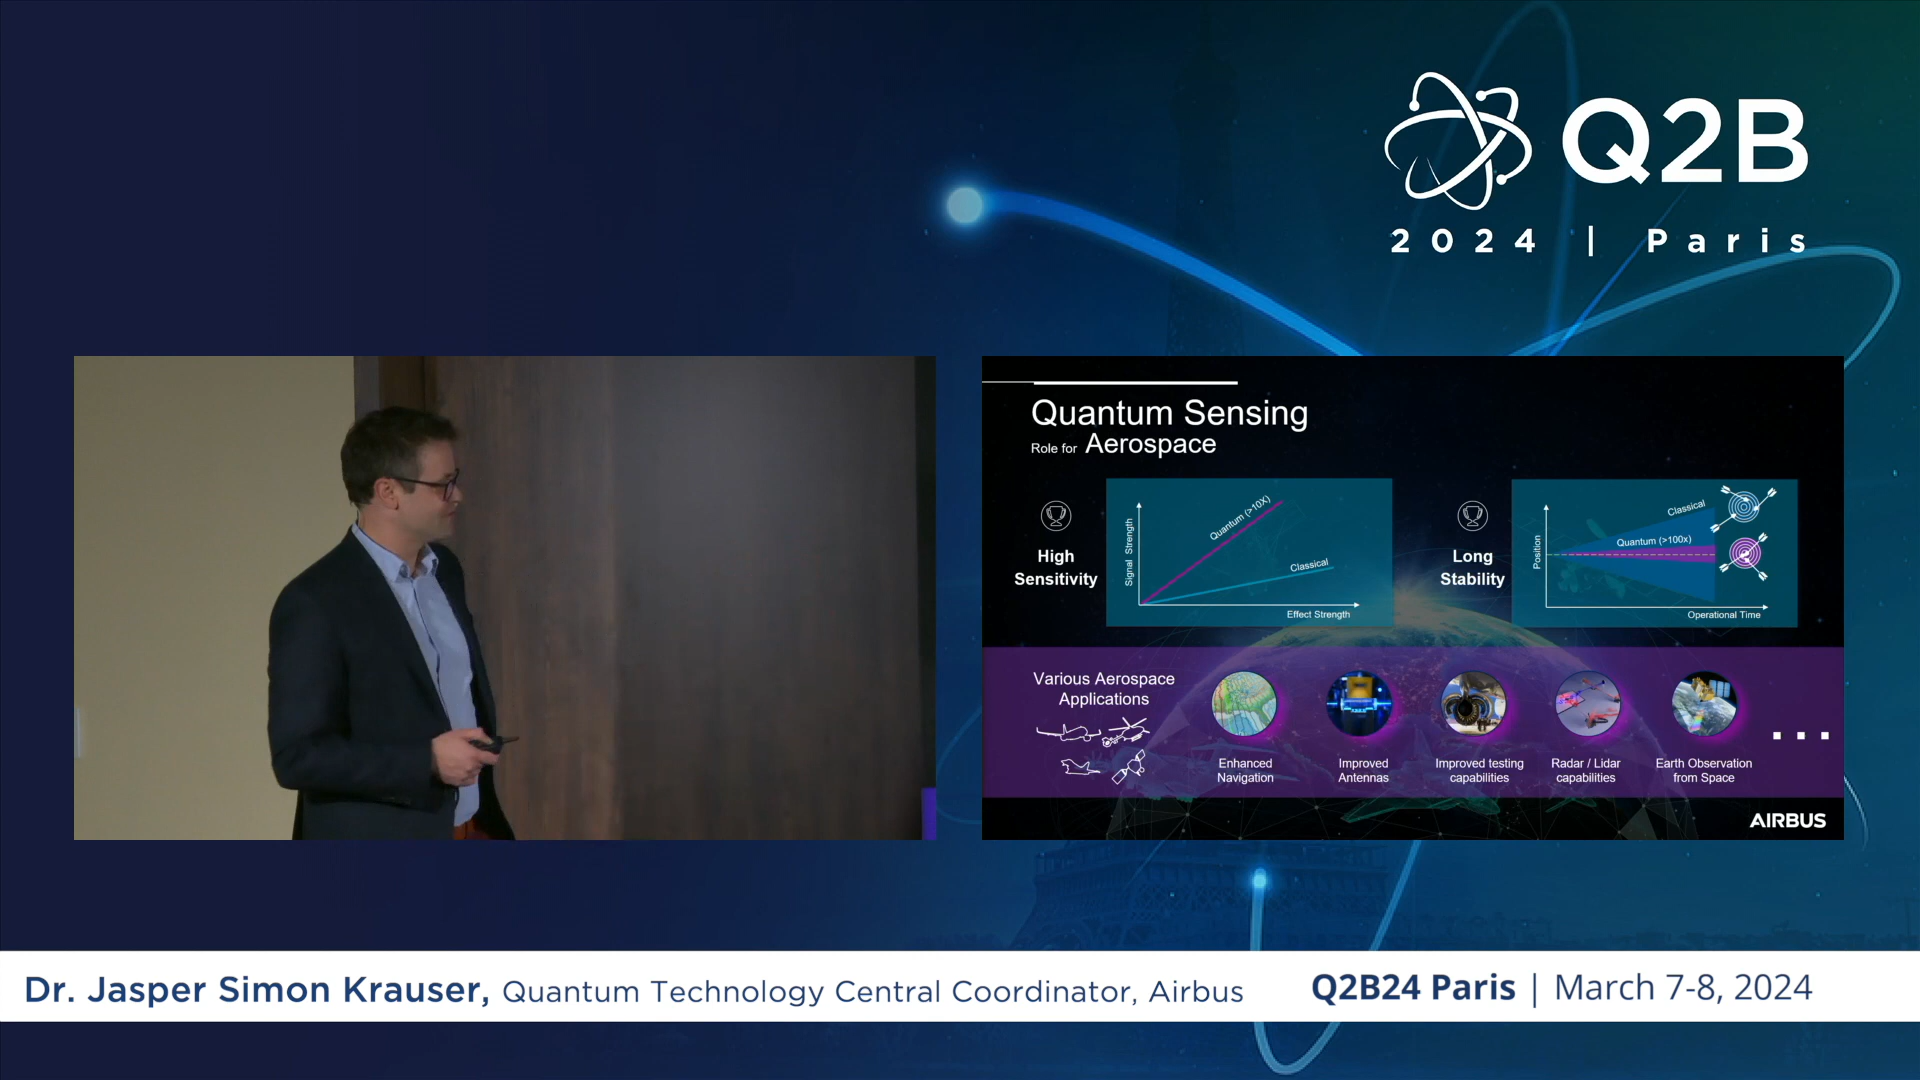 Q2B
2024 | Paris
Quantum Sensing
Role for Aerospace
High
Sensitivity
Signal Strength
Quantum (>10X)
Classical
Effect Strength
Long
Stability
Position
Classical
Quantum (>100x)
Operational Time
Various Aerospace
Applications
Enhanced
Navigation
Improved
Antennas
Improved testing
capabilities
Radar / Lidar
capabilities
Earth Observation
from Space
AIRBUS
Dr. Jasper Simon Krauser, Quantum Technology Central Coordinator, Airbus
Q2B24 Paris | March 7-8, 2024